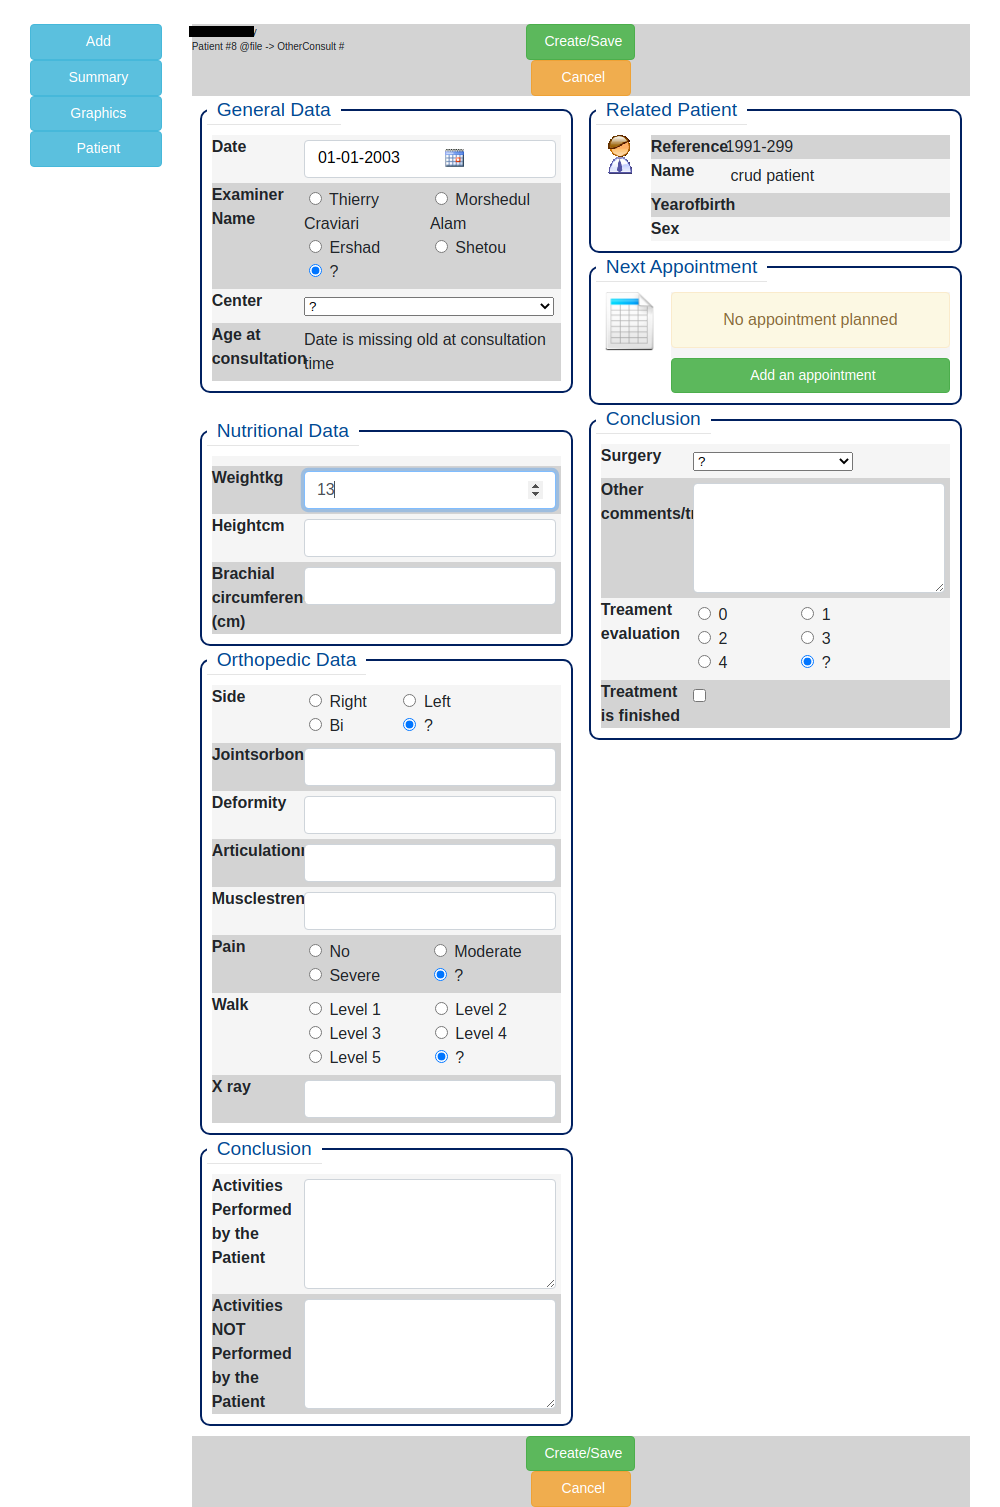 Add
Summary
Graphics
Patient
Patient #8 @file -> OtherConsult #
Create/Save
Cancel
General Data
Date
01-01-2003
Examiner Name
Thierry Craviari
Morshedul Alam
Ershad
Shetou
?
Center
?
Age at consultation
Date is missing old at consultation time
Nutritional Data
Weightkg
13
Heightcm
Brachial
circumferen
(cm)
Orthopedic Data
Side
Right
Left
Bi
?
Jointsorbon
Deformity
Articulation
Musclestren
Pain
No
Moderate
Severe
?
Walk
Level 1
Level 2
Level 3
Level 4
Level 5
?
X ray
Conclusion
Activities
Performed
by the
Patient
Activities
NOT
Performed
by the
Patient
Related Patient
Reference
1991-299
Name
crud patient
Yearofbirth
Sex
Next Appointment
No appointment planned
Add an appointment
Conclusion
Surgery
?
Other
comments/tr
Treament
evaluation
0
1
2
3
4
?
Treatment
is finished
Create/Save
Cancel